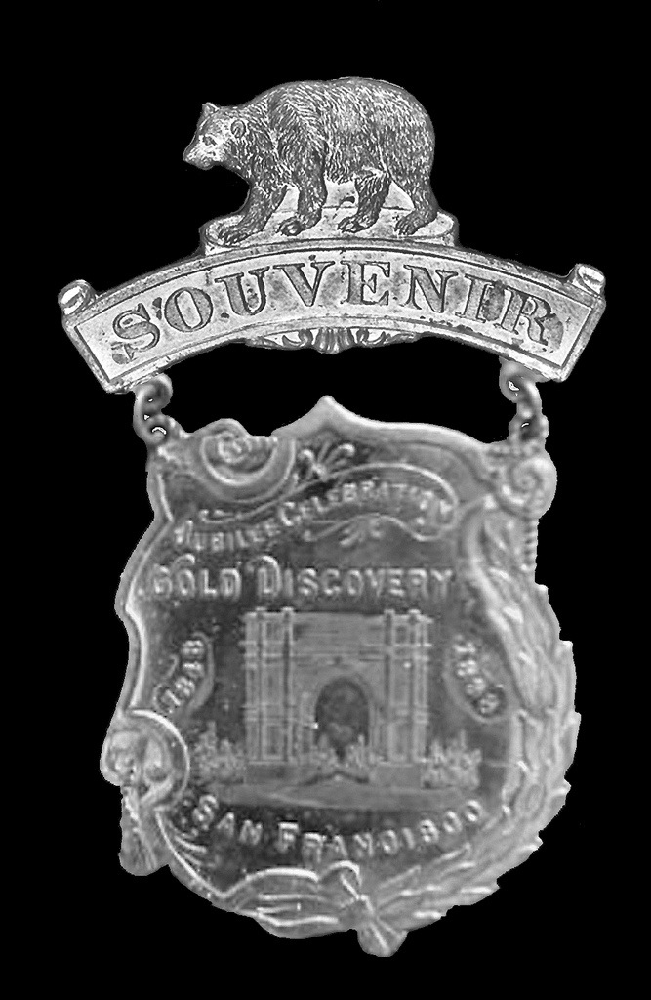 SOUVENIR
JUBILEE CELEBRATION
GOLD DISCOVERY
1848
1898
SAN FRANCISCO